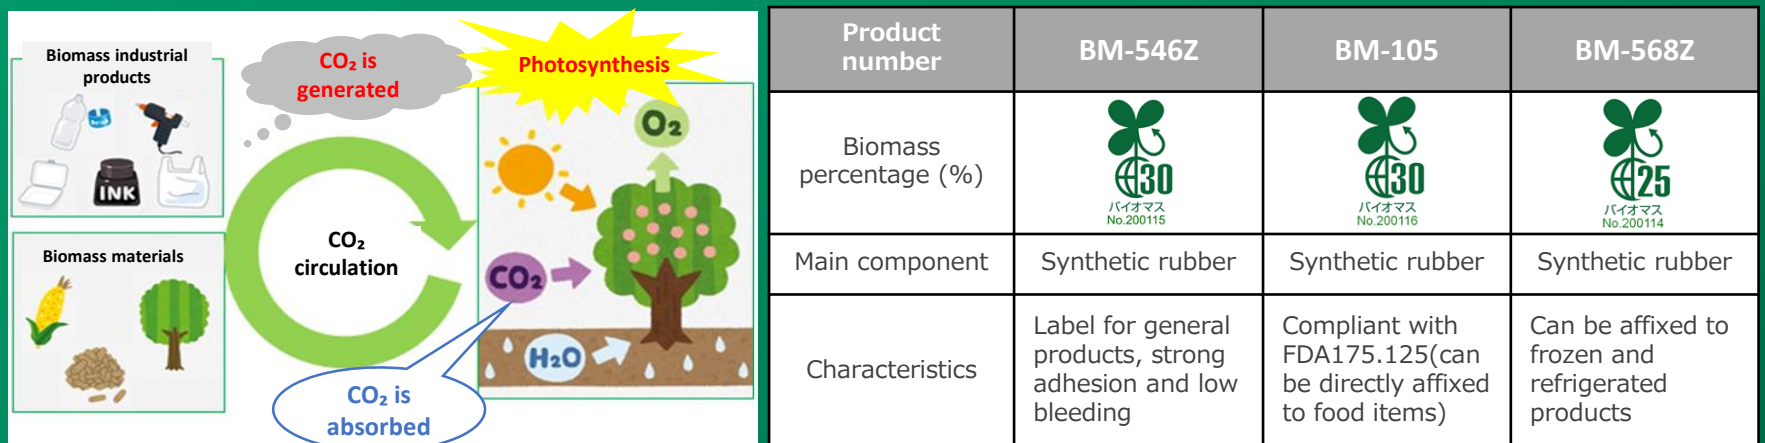 Biomass industrial
products
INK
Biomass materials
CO₂ is
generated
CO₂
circulation
CO₂ is
absorbed
Photosynthesis
O₂
CO₂
H₂O
Product
number
BM-546Z
BM-105
BM-568Z
Biomass
percentage (%)
30
バイオマス
No.200115
30
バイオマス
No.200116
25
バイオマス
No.200114
Main component
Synthetic rubber
Synthetic rubber
Synthetic rubber
Characteristics
Label for general
products, strong
adhesion and low
bleeding
Compliant with
FDA175.125(can
be directly affixed
to food items)
Can be affixed to
frozen and
refrigerated
products